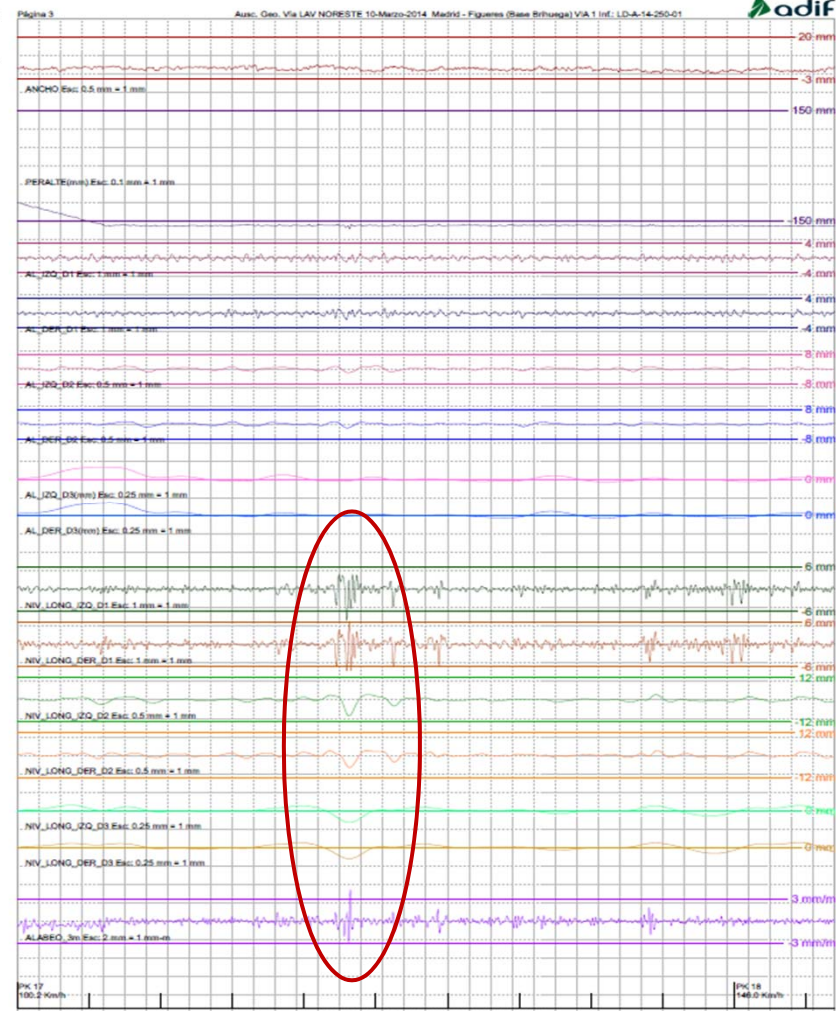 Página 3 Ausc. Geo. Vía LAV NORESTE 10-Marzo-2014 Madrid - Figueres (Base Brihuega) VIA 1 Inf.: LD-A-14-250-01
adif
20 mm
-3 mm
ANCHO Esc: 0.5 mm = 1 mm
150 mm
PERALTE(mm) Esc: 0.1 mm = 1 mm
-150 mm
4 mm
AL_IZQ_D1 Esc: 1 mm = 1 mm
-4 mm
4 mm
AL_DER_D1 Esc: 1 mm = 1 mm
-4 mm
8 mm
AL_IZQ_D2 Esc: 0.5 mm = 1 mm
-8 mm
8 mm
AL_DER_D2 Esc: 0.5 mm = 1 mm
-8 mm
0 mm
AL_IZQ_D3(mm) Esc: 0.25 mm = 1 mm
0 mm
AL_DER_D3(mm) Esc: 0.25 mm = 1 mm
6 mm
NIV_LONG_IZQ_D1 Esc: 1 mm = 1 mm
-6 mm
6 mm
NIV_LONG_DER_D1 Esc: 1 mm = 1 mm
-6 mm
12 mm
NIV_LONG_IZQ_D2 Esc: 0.5 mm = 1 mm
-12 mm
12 mm
NIV_LONG_DER_D2 Esc: 0.5 mm = 1 mm
-12 mm
0 mm
NIV_LONG_IZQ_D3 Esc: 0.25 mm = 1 mm
0 mm
NIV_LONG_DER_D3 Esc: 0.25 mm = 1 mm
3 mm/m
ALABEO_3m Esc: 2 mm = 1 mm-m
-3 mm/m
PK 17 PK 18
100.2 Km/h 146.0 Km/h